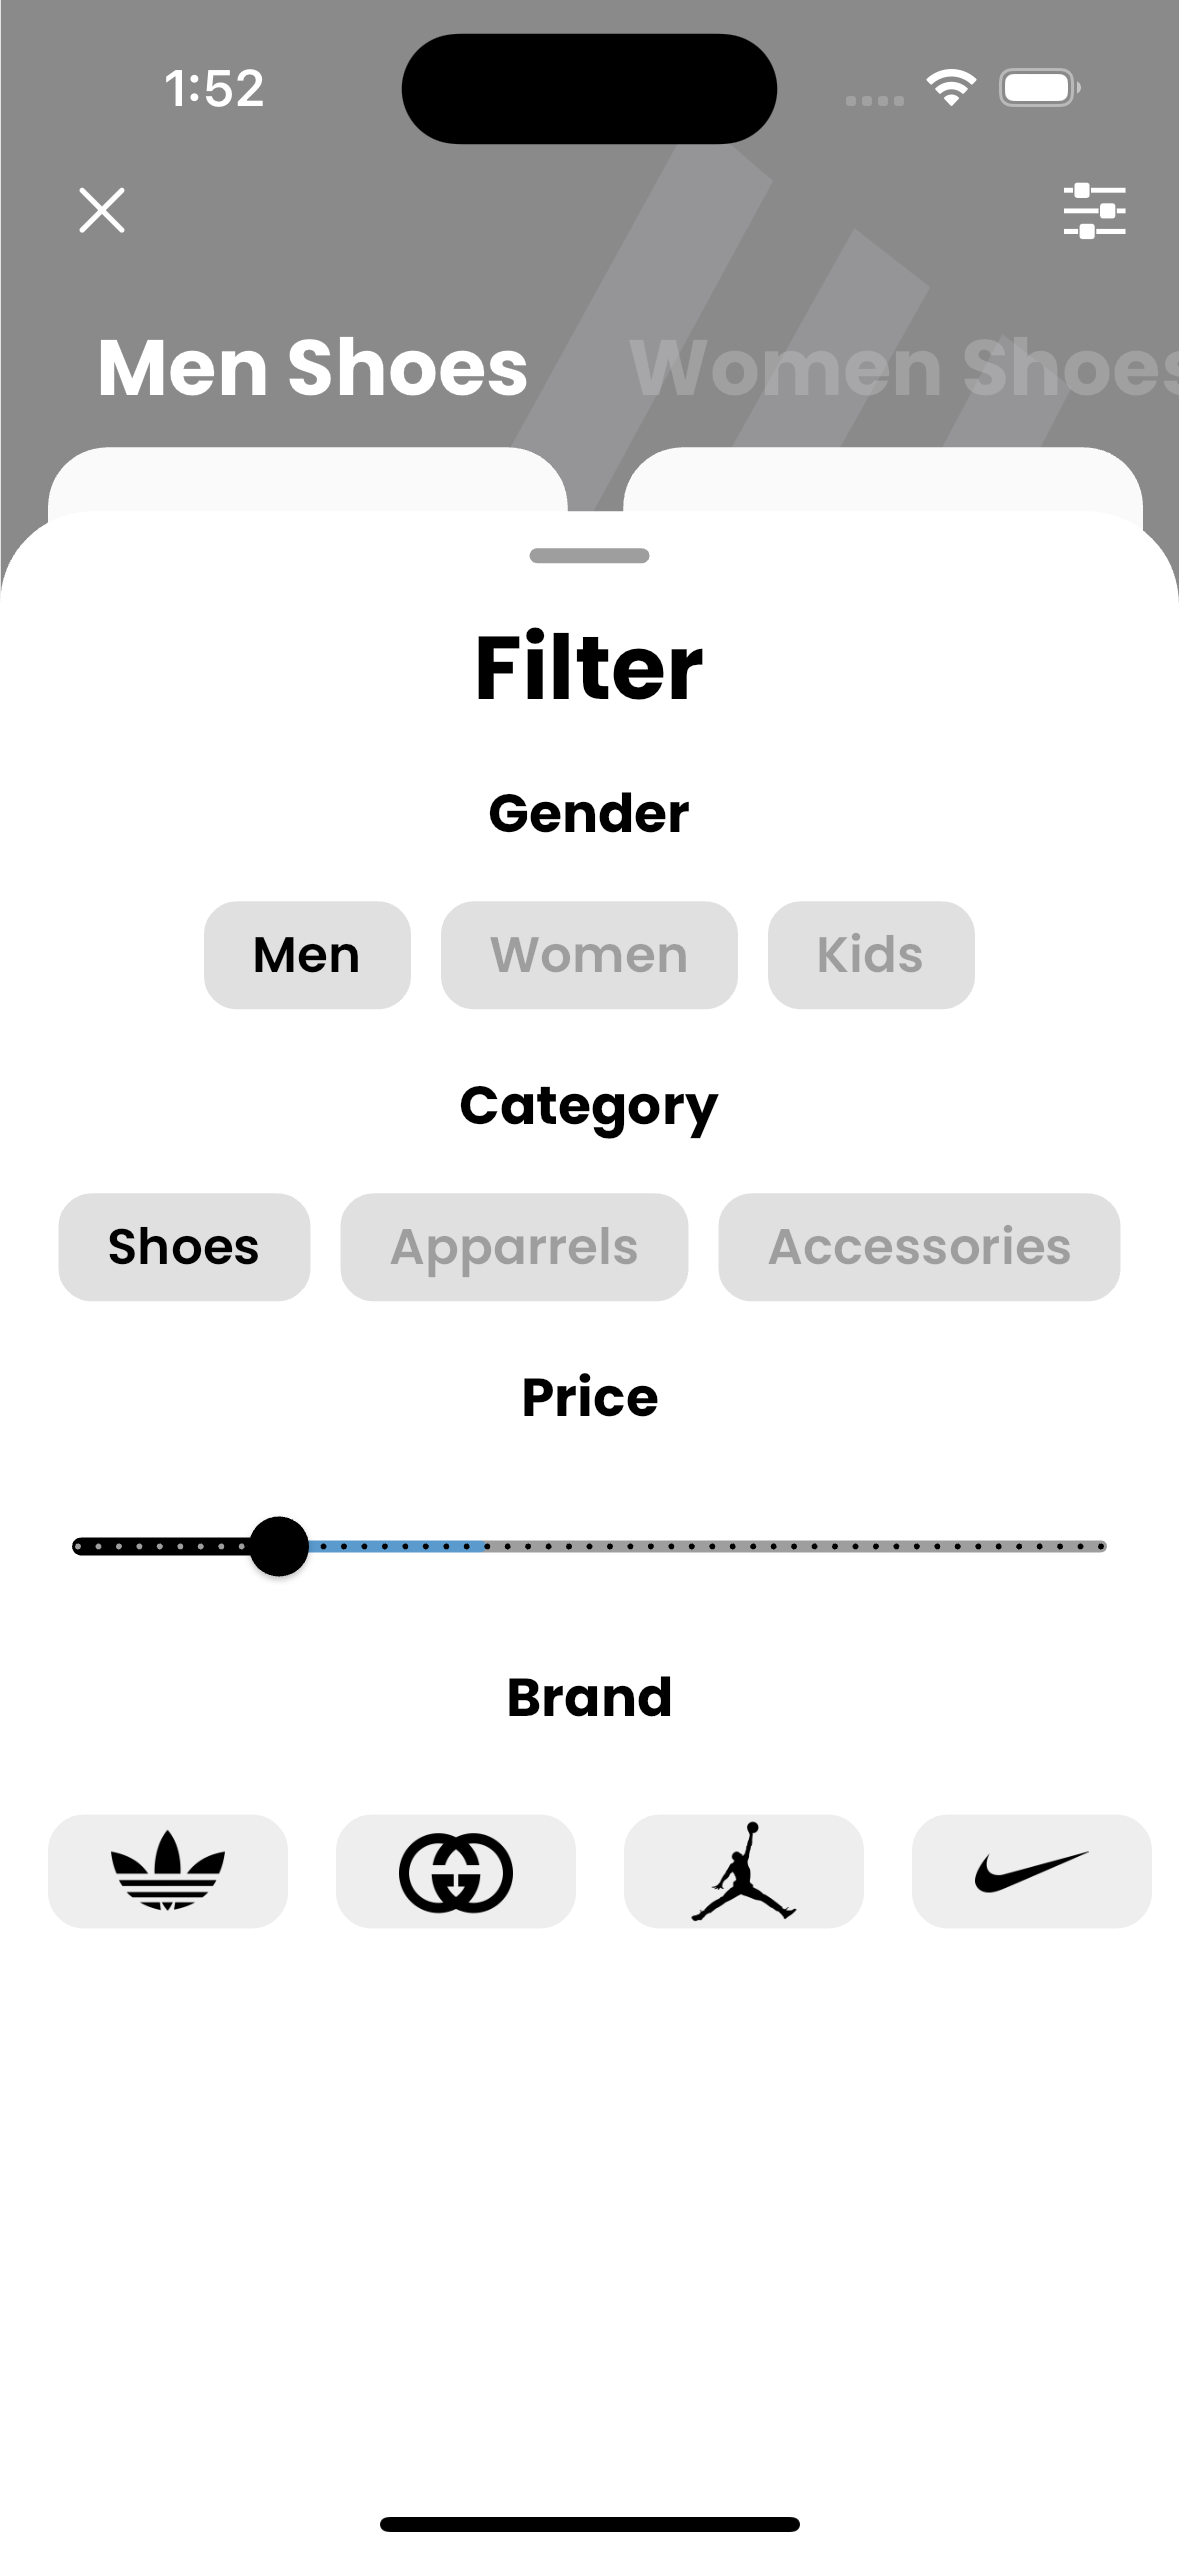 1:52
Men Shoes Women Shoes
Filter
Gender
Men Women Kids
Category
Shoes Apparrels Accessories
Price
Brand